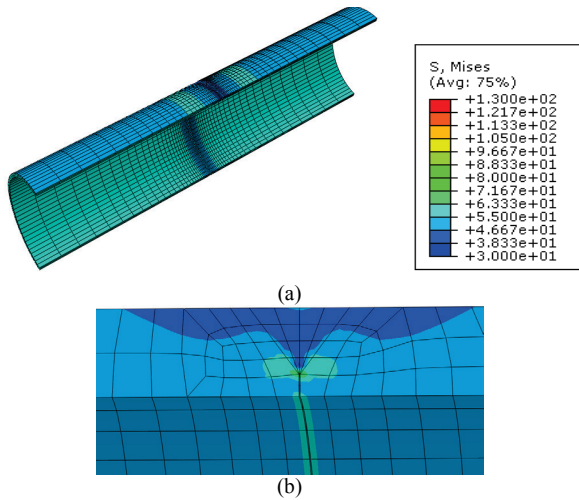 S, Mises
(Avg: 75%)
+1.300e+02
+1.217e+02
+1.133e+02
+1.050e+02
+9.667e+01
+8.833e+01
+8.000e+01
+7.167e+01
+6.333e+01
+5.500e+01
+4.667e+01
+3.833e+01
+3.000e+01
(a)
(b)